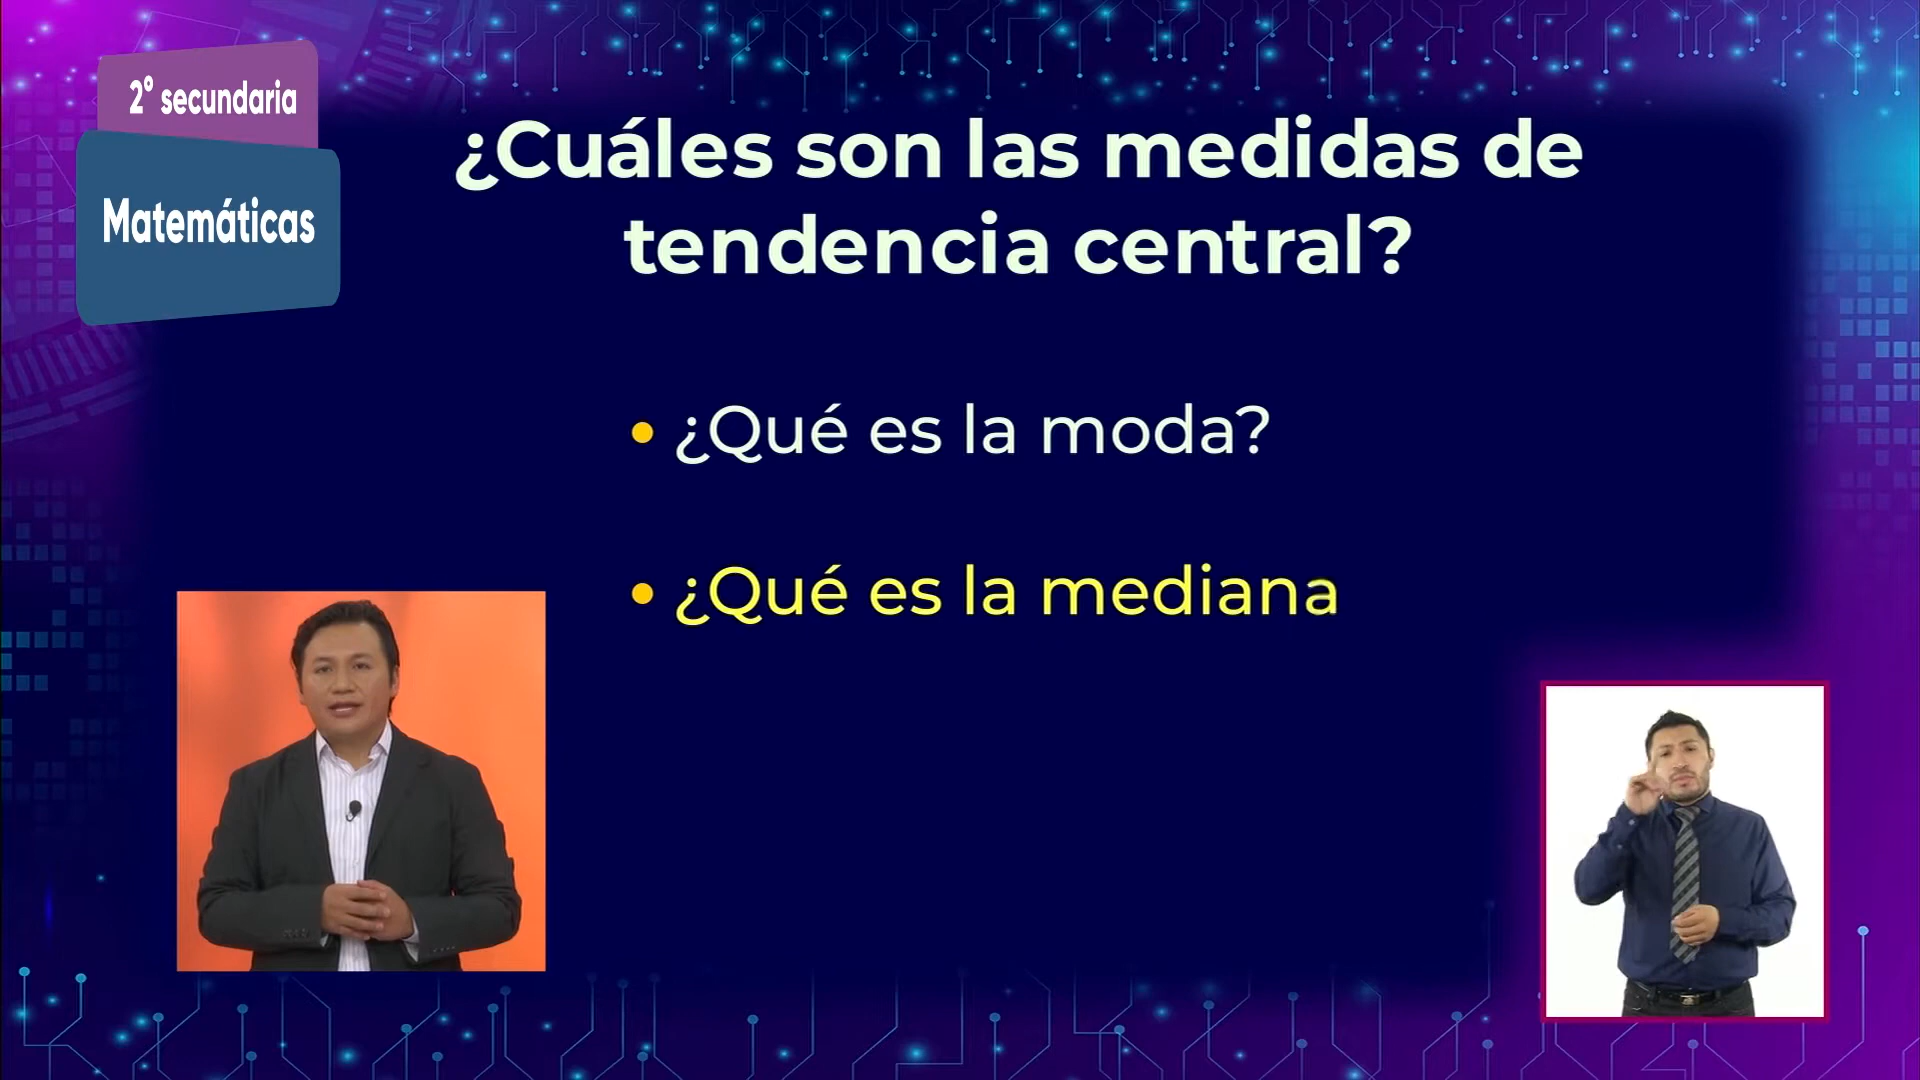 2° secundaria
Matemáticas
¿Cuáles son las medidas de
tendencia central?
• ¿Qué es la moda?
• ¿Qué es la mediana